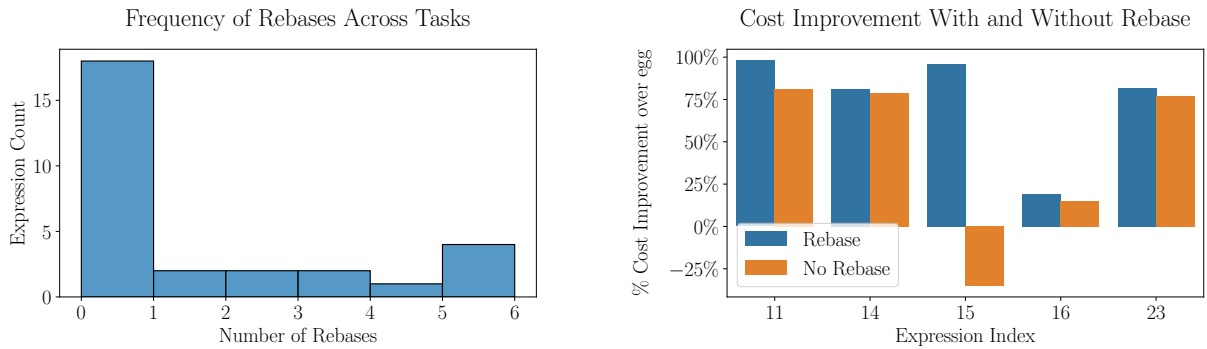 Frequency of Rebases Across Tasks
Expression Count
15
10
5
0
0 1 2 3 4 5 6
Number of Rebases
Cost Improvement With and Without Rebase
% Cost Improvement over egg
100%
75%
50%
25%
0%
−25%
Rebase
No Rebase
11 14 15 16 23
Expression Index